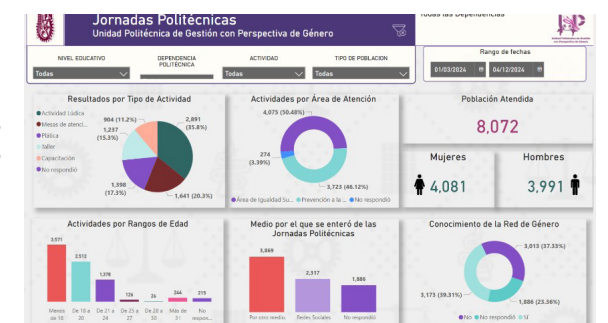 Jornadas Politécnicas
Unidad Politécnica de Gestión con Perspectiva de Género
Todas las Dependencias
NIVEL EDUCATIVO
Todas
DEPENDENCIA
POLITÉCNICA
ACTIVIDAD
Todas
TIPO DE POBLACION
Todas
Rango de fechas
01/03/2024
04/12/2024
Resultados por Tipo de Actividad
Actividad Lúdica
Mesas de atenci...
Plática
Taller
Capacitación
No respondió
904 (11.2%)
1,237
(15.3%)
1,398
(17.3%)
1,641 (20.3%)
2,891
(35.8%)
Actividades por Área de Atención
4,075 (50.48%)
274
(3.39%)
3,723 (46.12%)
Área de Igualdad Su...
Prevención a la ...
No respondió
Población Atendida
8,072
Mujeres
4,081
Hombres
3,991
Actividades por Rangos de Edad
3,571
2,512
1,278
126
26
344
215
Menos
de 18
De 18 a
20
De 21 a
24
De 25 a
27
De 28 a
30
Más de
31
No
respon...
Medio por el que se enteró de las
Jornadas Politécnicas
3,869
2,317
1,886
Por otro medio.
Redes Sociales
No respondió
Conocimiento de la Red de Género
3,013 (37.33%)
3,173 (39.31%)
1,886 (23.36%)
No
No respondió
Sí